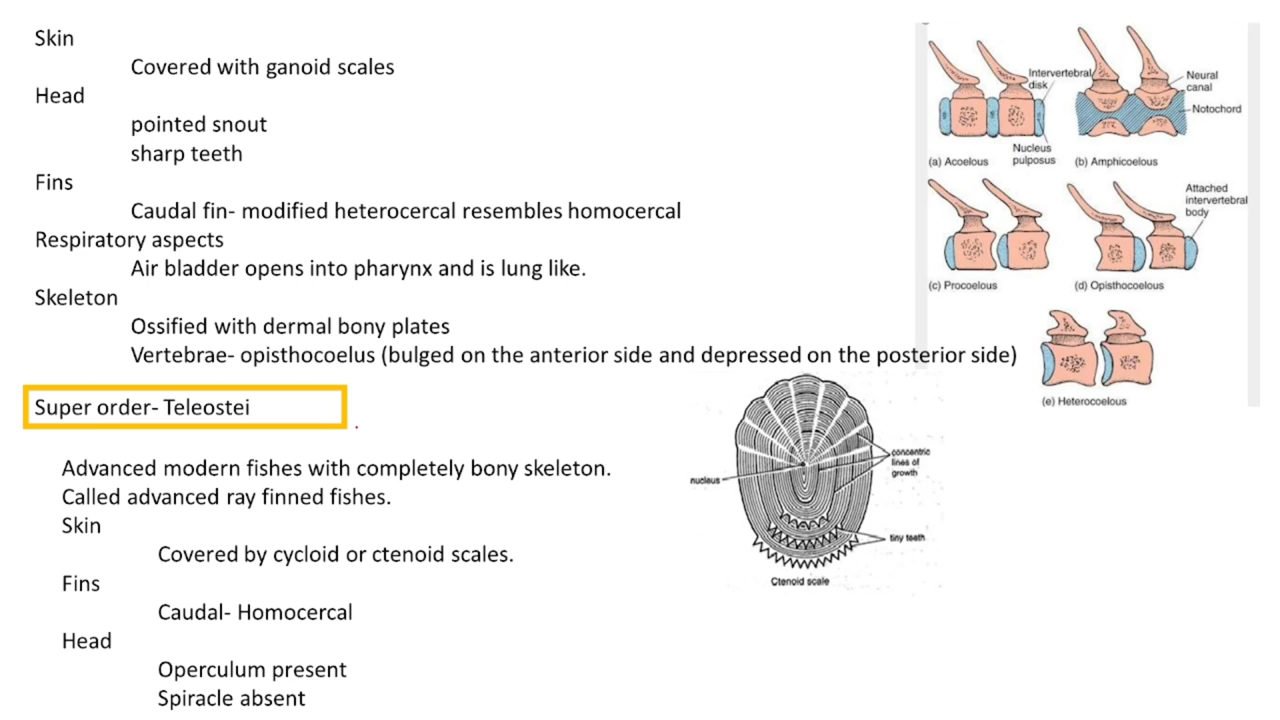 Skin
Covered with ganoid scales
Head
pointed snout
sharp teeth
Fins
Caudal fin- modified heterocercal resembles homocercal
Respiratory aspects
Air bladder opens into pharynx and is lung like.
Skeleton
Ossified with dermal bony plates
Vertebrae- opisthocoelus (bulged on the anterior side and depressed on the posterior side)
Intervertebral
disk
Nucleus
pulposus
(a) Acoelous
Neural
canal
Notochord
(b) Amphicoelous
(c) Procoelous
Attached
intervertebral
body
(d) Opisthocoelous
(e) Heterocoelous
Super order- Teleostei
Advanced modern fishes with completely bony skeleton.
Called advanced ray finned fishes.
Skin
Covered by cycloid or ctenoid scales.
Fins
Caudal- Homocercal
Head
Operculum present
Spiracle absent
nucleus
concentric
lines of
growth
tiny teeth
Ctenoid scale